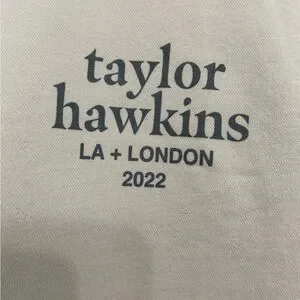 taylor
hawkins
LA + LONDON
2022